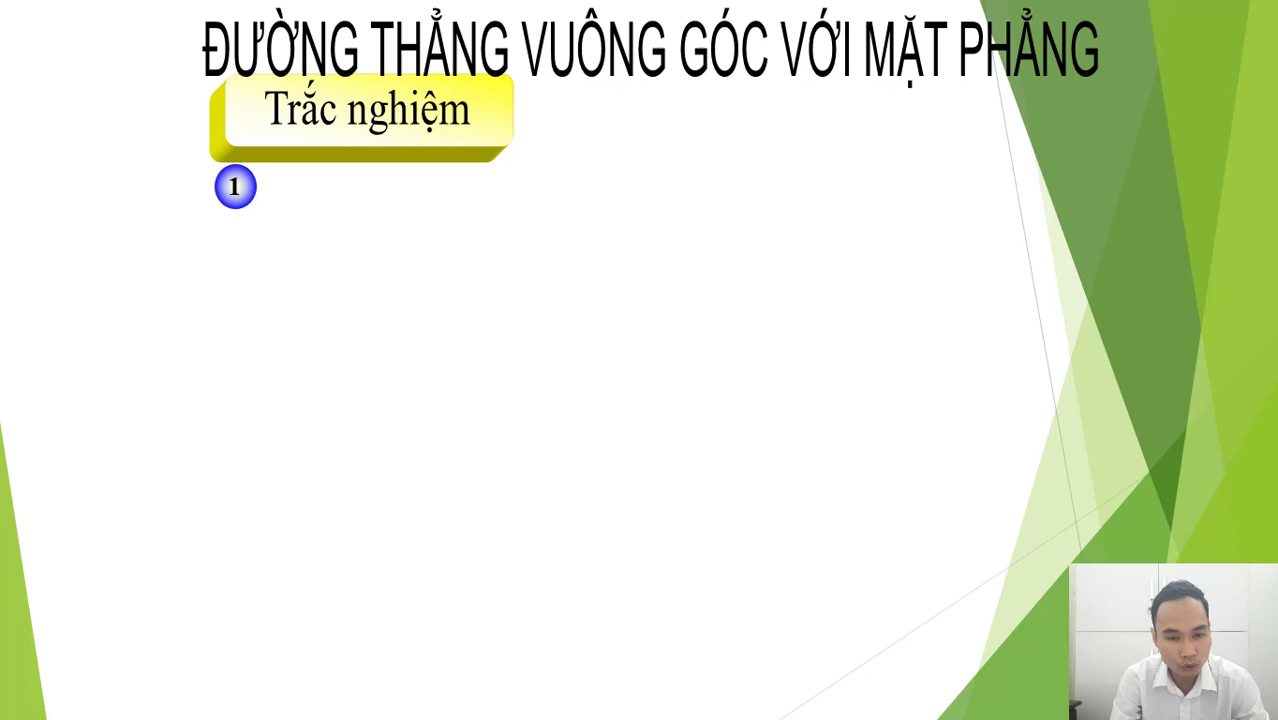 ĐƯỜNG THẲNG VUÔNG GÓC VỚI MẶT PHẲNG
Trắc nghiệm
1